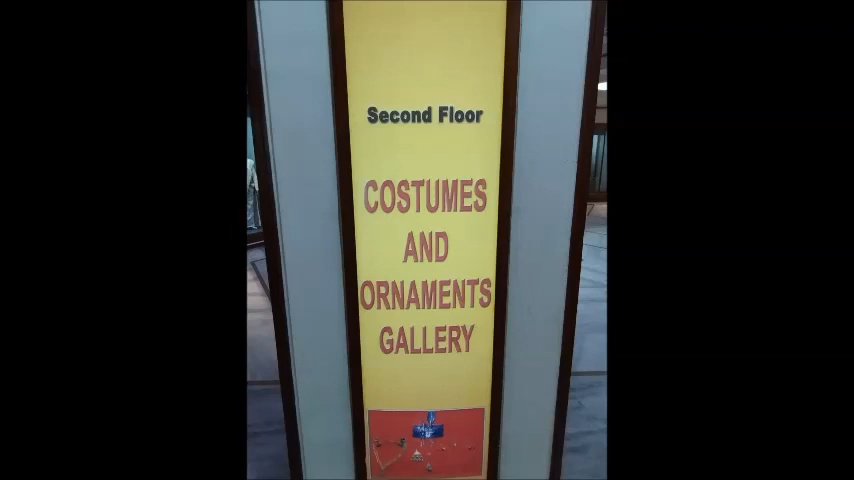 Second Floor
COSTUMES
AND
ORNAMENTS
GALLERY